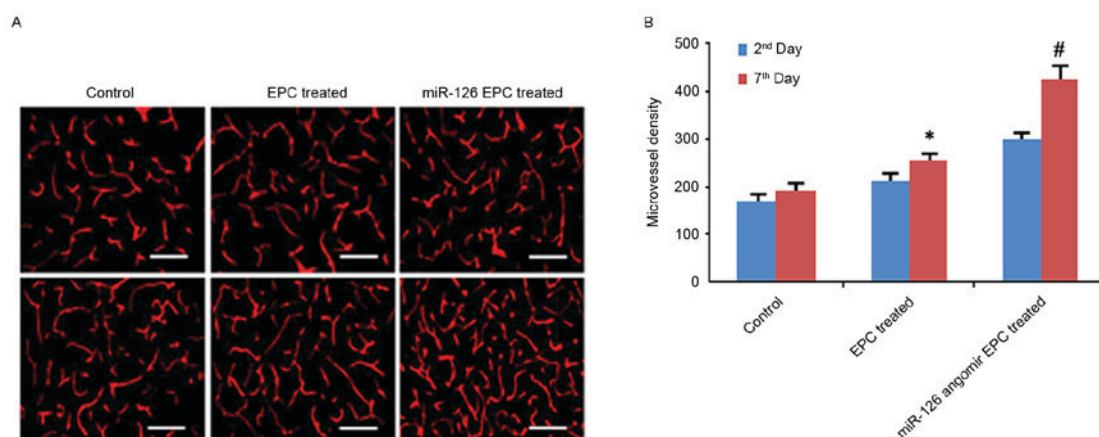 A
Control
EPC treated
miR-126 EPC treated
B
2nd Day
7th Day
Microvessel density
500
400
300
200
100
0
*
#
Control
EPC treated
miR-126 angomir EPC treated